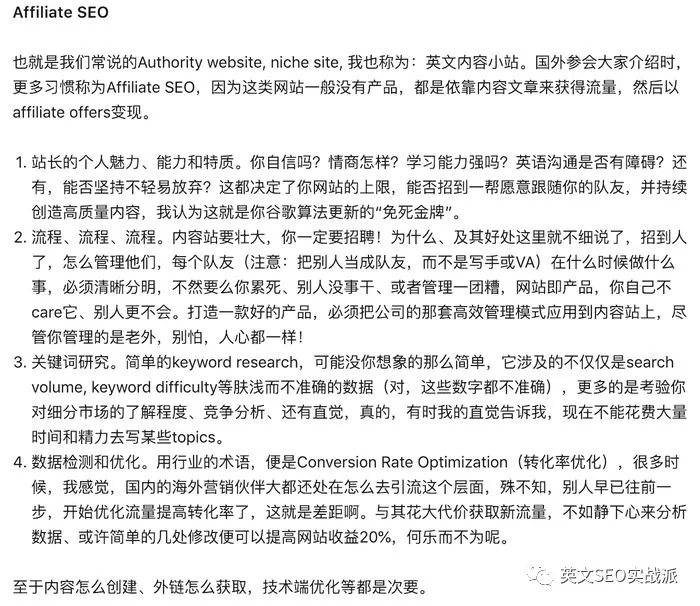 Affiliate SEO
也就是我们常说的Authority website, niche site, 我也称为：英文内容小站。国外参会大家介绍时，
更多习惯称为Affiliate SEO，因为这类网站一般没有产品，都是依靠内容文章来获得流量，然后以
affiliate offers变现。
1. 站长的个人魅力、能力和特质。你自信吗？情商怎样？学习能力强吗？英语沟通是否有障碍？还
有，能否坚持不轻易放弃？这都决定了你网站的上限，能否招到一帮愿意跟随你的队友，并持续
创造高质量内容，我认为这就是你谷歌算法更新的“免死金牌”。
2. 流程、流程、流程。内容站要壮大，你一定要招聘！为什么、及其好处这里就不细说了，招到人
了，怎么管理他们，每个队友（注意：把别人当成队友，而不是写手或VA）在什么时候做什么
事，必须清晰分明，不然要么你累死、别人没事干、或者管理一团糟，网站即产品，你自己不
care它、别人更不会。打造一款好的产品，必须把公司的那套高效管理模式应用到内容站上，尽
管你管理的是老外，别怕，人心都一样！
3. 关键词研究。简单的keyword research，可能没你想象的那么简单，它涉及的不仅仅是search
volume, keyword difficulty等肤浅而不准确的数据（对，这些数字都不准确），更多的是考验你
对细分市场的了解程度、竞争分析、还有直觉，真的，有时我的直觉告诉我，现在不能花费大量
时间和精力去写某些topics。
4. 数据检测和优化。用行业的术语，便是Conversion Rate Optimization（转化率优化），很多时
候，我感觉，国内的海外营销伙伴大都还处在怎么去引流这个层面，殊不知，别人早已往前一
步，开始优化流量提高转化率了，这就是差距啊。与其花大代价获取新流量，不如静下心来分析
数据、或许简单的几处修改便可以提高网站收益20%，何乐而不为呢。
至于内容怎么创建、外链怎么获取，技术端优化等都是次要。
英文SEO实战派